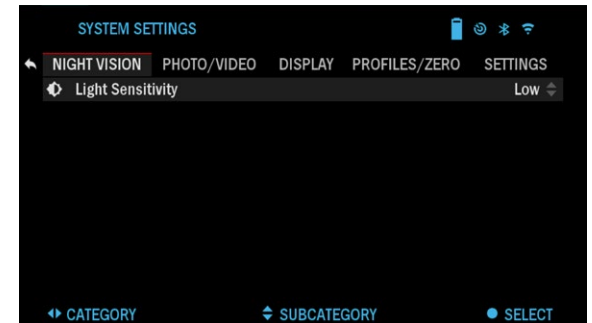 SYSTEM SETTINGS
NIGHT VISION PHOTO/VIDEO DISPLAY PROFILES/ZERO SETTINGS
Light Sensitivity Low
CATEGORY SUBCATEGORY SELECT